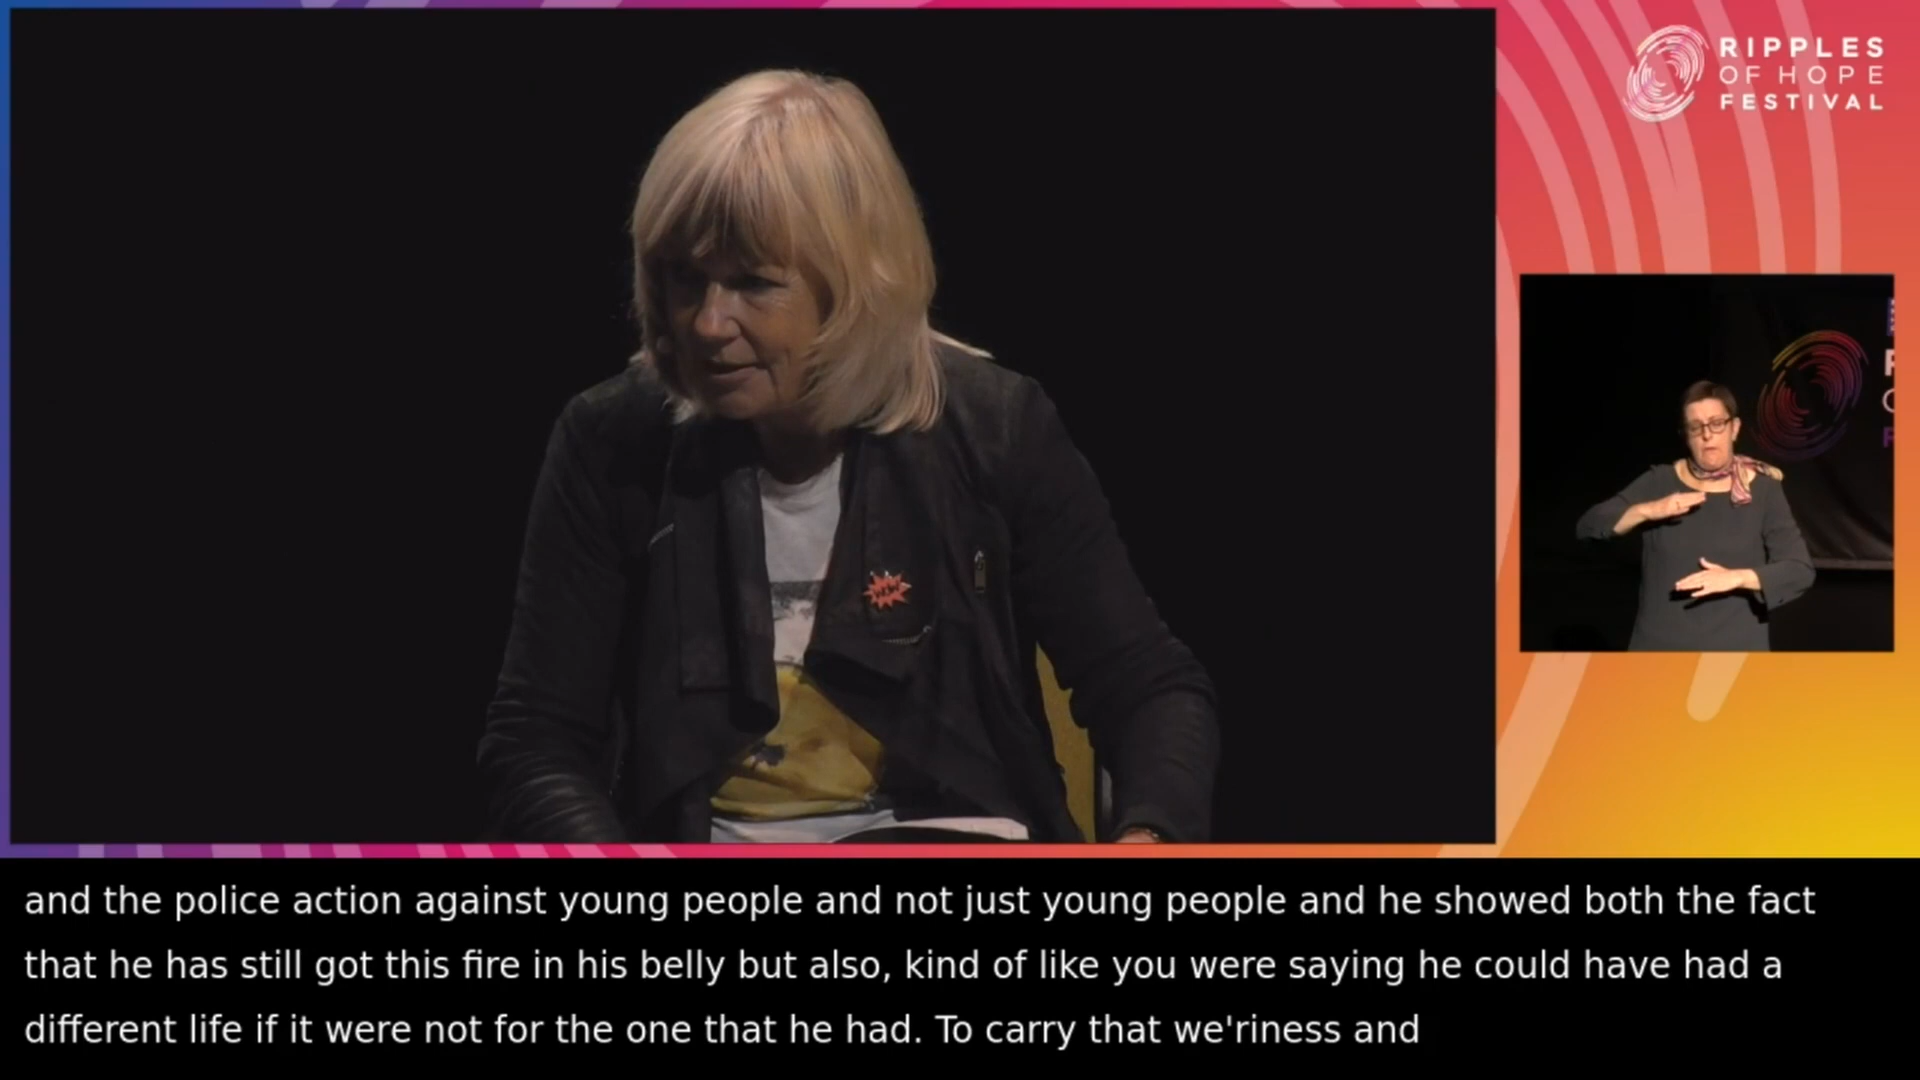 RIPPLES
OF HOPE
FESTIVAL
and the police action against young people and not just young people and he showed both the fact
that he has still got this fire in his belly but also, kind of like you were saying he could have had a
different life if it were not for the one that he had. To carry that we'riness and